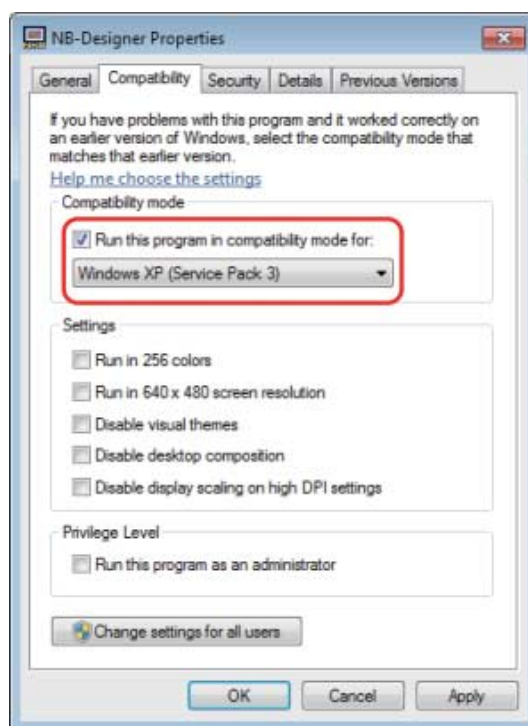 NB-Designer Properties
General Compatibility Security Details Previous Versions
If you have problems with this program and it worked correctly on
an earlier version of Windows, select the compatibility mode that
matches that earlier version.
Help me choose the settings
Compatibility mode
Run this program in compatibility mode for:
Windows XP (Service Pack 3)
Settings
Run in 256 colors
Run in 640 x 480 screen resolution
Disable visual themes
Disable desktop composition
Disable display scaling on high DPI settings
Privilege Level
Run this program as an administrator
Change settings for all users
OK Cancel Apply